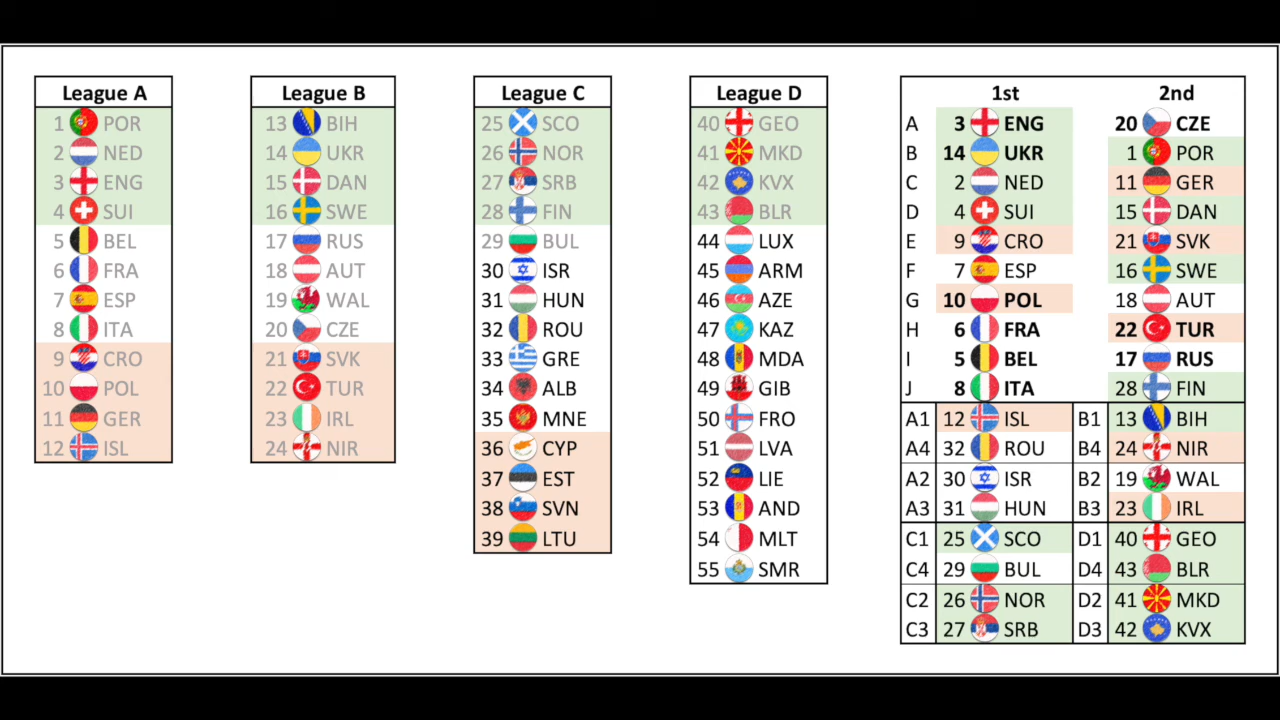 League A
1 POR
2 NED
3 ENG
4 SUI
5 BEL
6 FRA
7 ESP
8 ITA
9 CRO
10 POL
11 GER
12 ISL
League B
13 BIH
14 UKR
15 DAN
16 SWE
17 RUS
18 AUT
19 WAL
20 CZE
21 SVK
22 TUR
23 IRL
24 NIR
League C
25 SCO
26 NOR
27 SRB
28 FIN
29 BUL
30 ISR
31 HUN
32 ROU
33 GRE
34 ALB
35 MNE
36 CYP
37 EST
38 SVN
39 LTU
League D
40 GEO
41 MKD
42 KVX
43 BLR
44 LUX
45 ARM
46 AZE
47 KAZ
48 MDA
49 GIB
50 FRO
51 LVA
52 LIE
53 AND
54 MLT
55 SMR
1st 2nd
A 3 ENG 20 CZE
B 14 UKR 1 POR
C 2 NED 11 GER
D 4 SUI 15 DAN
E 9 CRO 21 SVK
F 7 ESP 16 SWE
G 10 POL 18 AUT
H 6 FRA 22 TUR
I 5 BEL 17 RUS
J 8 ITA 28 FIN
A1 12 ISL B1 13 BIH
A4 32 ROU B4 24 NIR
A2 30 ISR B2 19 WAL
A3 31 HUN B3 23 IRL
C1 25 SCO D1 40 GEO
C4 29 BUL D4 43 BLR
C2 26 NOR D2 41 MKD
C3 27 SRB D3 42 KVX